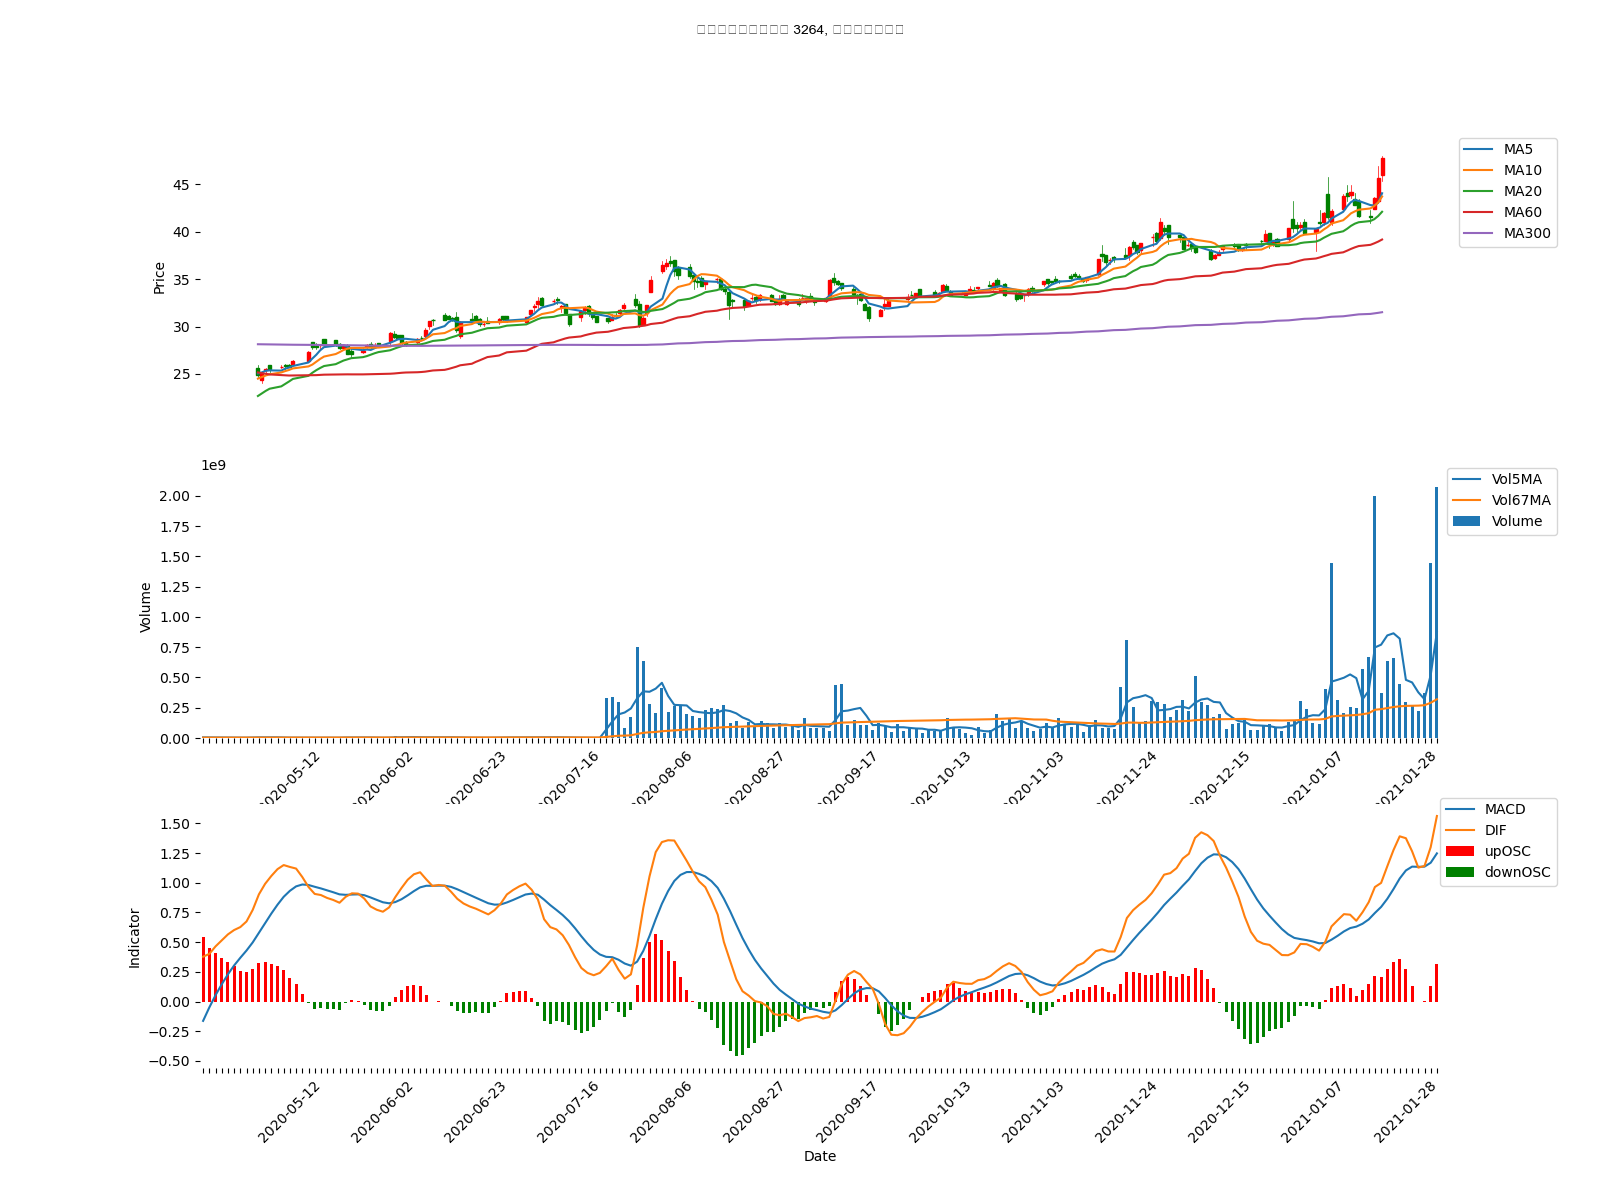 3264,
MA5
MA10
MA20
MA60
MA300
45
40
35
30
25
Price
1e9
Vol5MA
Vol67MA
Volume
2.00
1.75
1.50
1.25
1.00
0.75
0.50
0.25
0.00
Volume
2020-05-12
2020-06-02
2020-06-23
2020-07-16
2020-08-06
2020-08-27
2020-09-17
2020-10-13
2020-11-03
2020-11-24
2020-12-15
2021-01-07
2021-01-28
MACD
DIF
upOSC
downOSC
1.50
1.25
1.00
0.75
0.50
0.25
0.00
−0.25
−0.50
Indicator
2020-05-12
2020-06-02
2020-06-23
2020-07-16
2020-08-06
2020-08-27
2020-09-17
2020-10-13
2020-11-03
2020-11-24
2020-12-15
2021-01-07
2021-01-28
Date